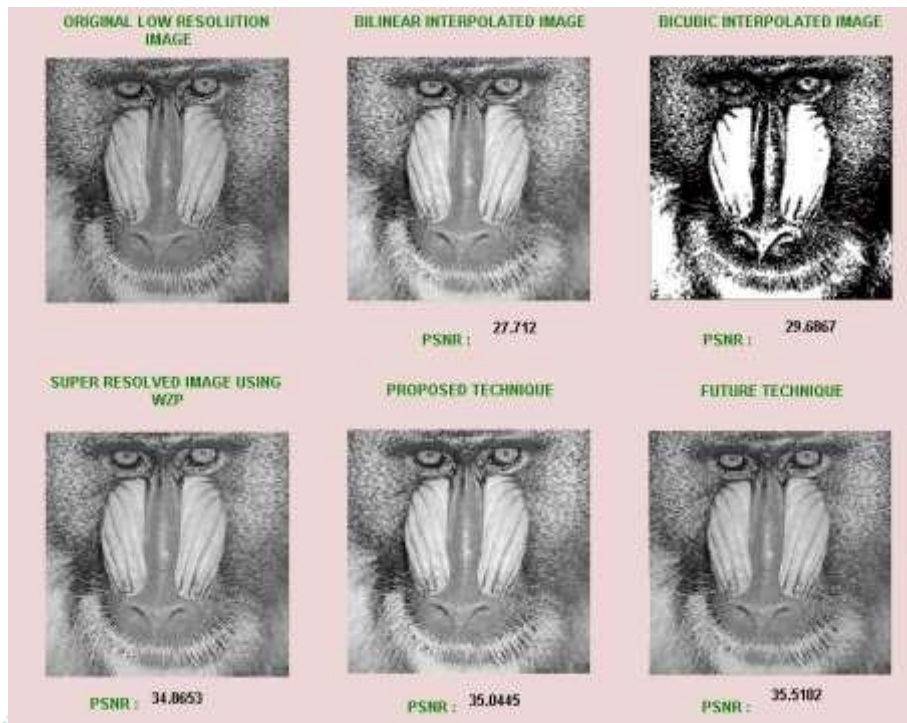 ORIGINAL LOW RESOLUTION
IMAGE
BILINEAR INTERPOLATED IMAGE
BICUBIC INTERPOLATED IMAGE
PSNR : 27.712
PSNR : 29.6867
SUPER RESOLVED IMAGE USING
WZP
PROPOSED TECHNIQUE
FUTURE TECHNIQUE
PSNR : 34.8653
PSNR : 35.0445
PSNR : 35.5102